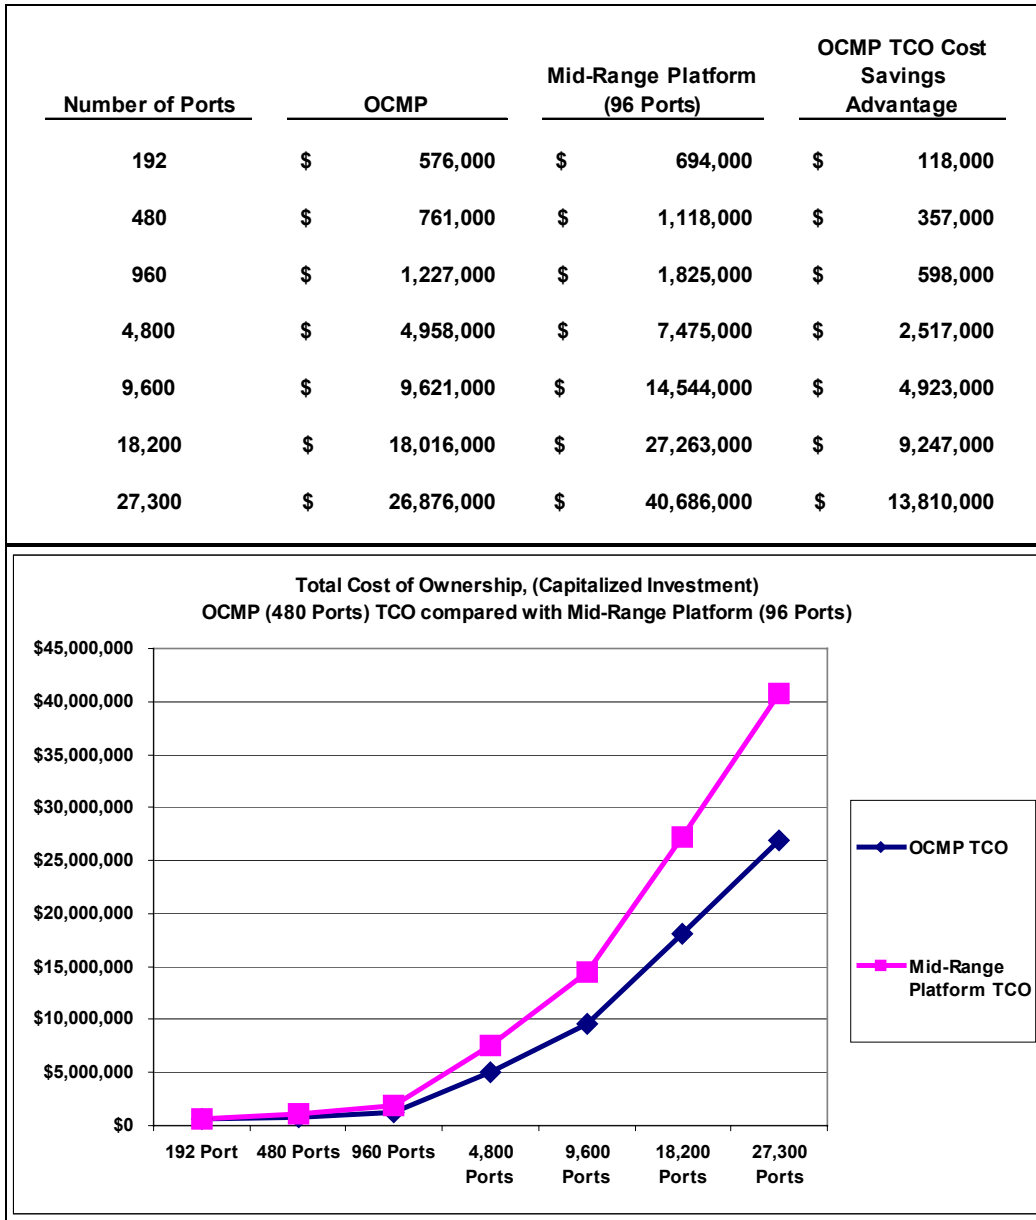 OCMP TCO Cost
Mid-Range Platform Savings
Number of Ports OCMP (96 Ports) Advantage
192 $ 576,000 $ 694,000 $ 118,000
480 $ 761,000 $ 1,118,000 $ 357,000
960 $ 1,227,000 $ 1,825,000 $ 598,000
4,800 $ 4,958,000 $ 7,475,000 $ 2,517,000
9,600 $ 9,621,000 $ 14,544,000 $ 4,923,000
18,200 $ 18,016,000 $ 27,263,000 $ 9,247,000
27,300 $ 26,876,000 $ 40,686,000 $ 13,810,000
Total Cost of Ownership, (Capitalized Investment)
OCMP (480 Ports) TCO compared with Mid-Range Platform (96 Ports)
$45,000,000
$40,000,000
$35,000,000
$30,000,000
$25,000,000
$20,000,000
$15,000,000
$10,000,000
$5,000,000
$0
192 Port 480 Ports 960 Ports 4,800 9,600 18,200 27,300
Ports Ports Ports Ports
OCMP TCO
Mid-Range
Platform TCO